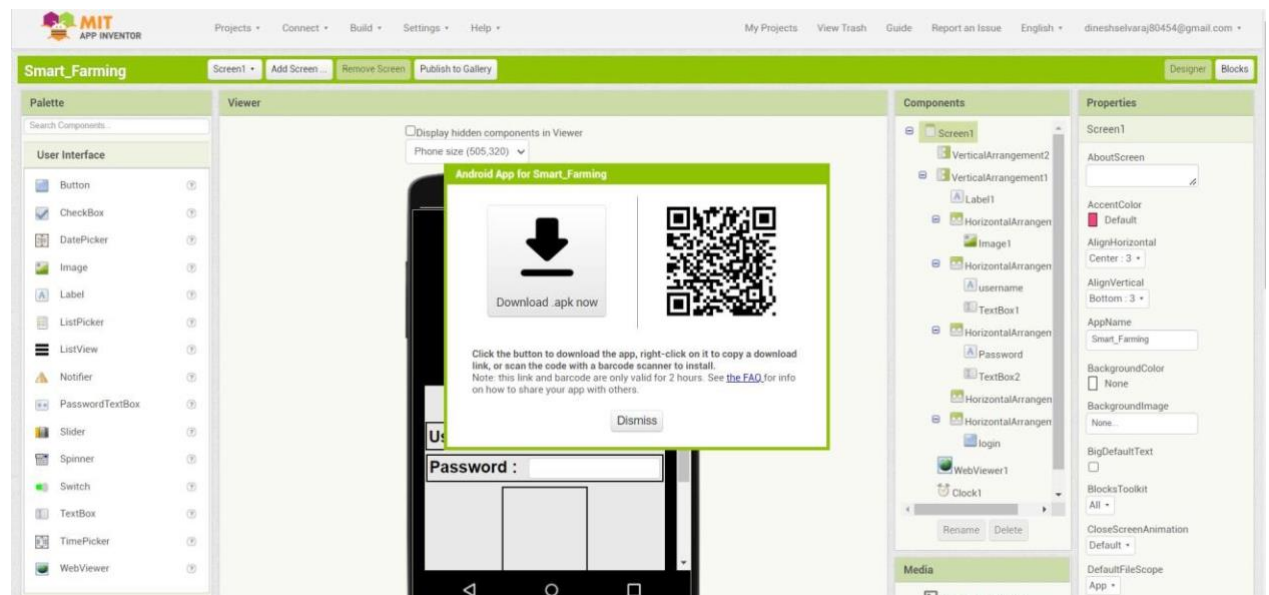 MIT
APP INVENTOR
Projects Connect Build Settings Help My Projects View Trash Guide Report an Issue English dineshselvaraj80454@gmail.com
Smart_Farming Screen1 Add Screen ... Remove Screen Publish to Gallery Designer Blocks
Palette
Search Components...
User Interface
Button
CheckBox
DatePicker
Image
Label
ListPicker
ListView
Notifier
PasswordTextBox
Slider
Spinner
Switch
TextBox
TimePicker
WebViewer
Viewer
Display hidden components in Viewer
Phone size (505,320)
Android App for Smart_Farming
Download .apk now
Click the button to download the app, right-click on it to copy a download
link, or scan the code with a barcode scanner to install.
Note: this link and barcode are only valid for 2 hours. See the FAQ for info
on how to share your app with others.
Dismiss
Password :
Components
Screen1
VerticalArrangement2
VerticalArrangement1
Label1
HorizontalArrangen
Image1
HorizontalArrangen
username
TextBox1
HorizontalArrangen
Password
TextBox2
HorizontalArrangen
HorizontalArrangen
login
WebViewer1
Clock1
Rename Delete
Media
Properties
Screen1
AboutScreen
AccentColor
Default
AlignHorizontal
Center : 3
AlignVertical
Bottom : 3
AppName
Smart_Farming
BackgroundColor
None
BackgroundImage
None...
BigDefaultText
BlocksToolkit
All
CloseScreenAnimation
Default
DefaultFileScope
App